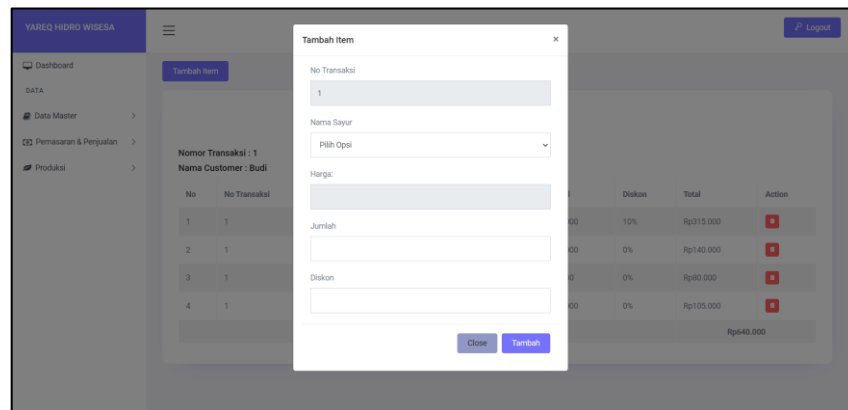 YAREQ HIDRO WISESA
Logout
Dashboard
DATA
Data Master
Pemasaran & Penjualan
Produksi
Tambah Item
Nomor Transaksi : 1
Nama Customer : Budi
No No Transaksi Diskon Total Action
1 1 10% Rp315.000
2 1 0% Rp140.000
3 1 0% Rp80.000
4 1 0% Rp105.000
Rp640.000
Tambah Item ×
No Transaksi
1
Nama Sayur
Pilih Opsi
Harga:
Jumlah
Diskon
Close Tambah